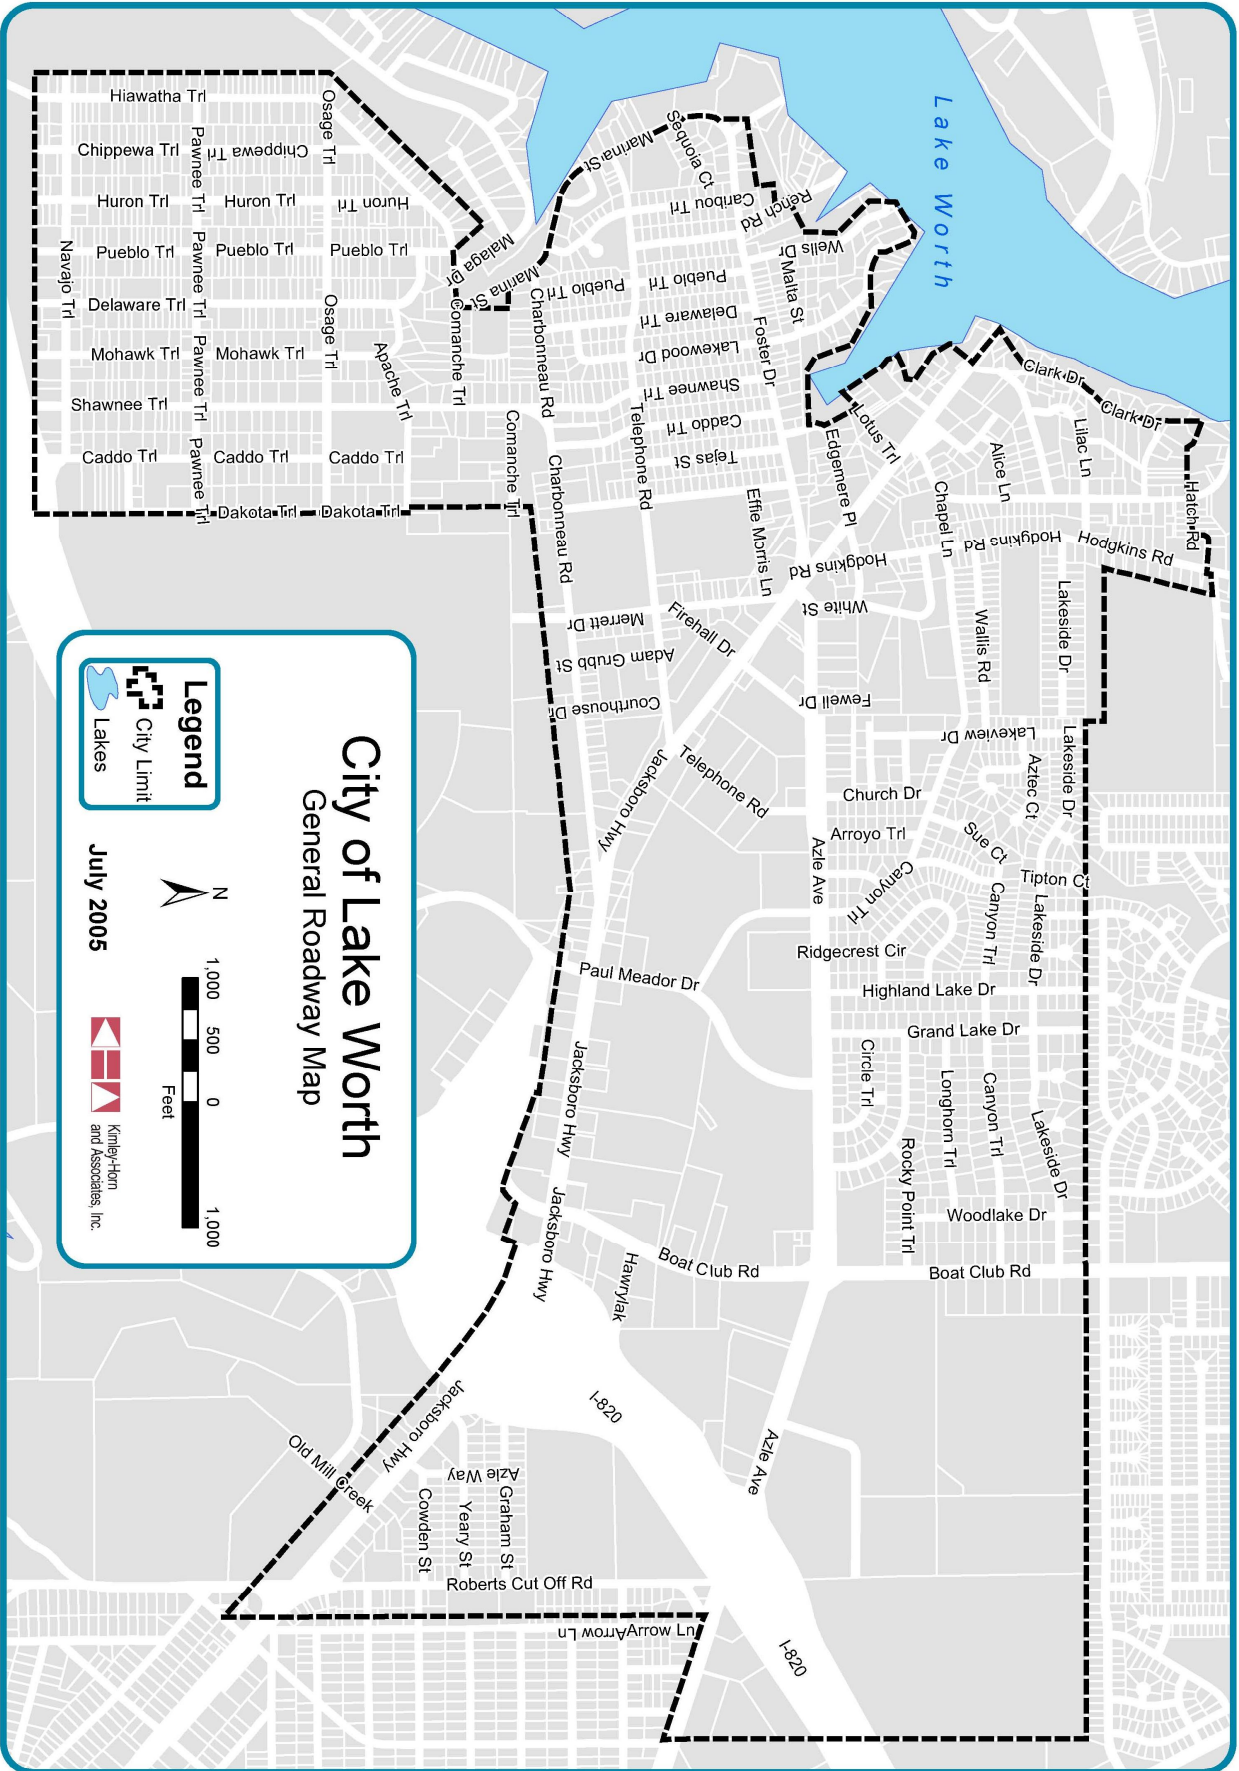 Lake Worth
Hiawatha Trl
Osage Trl
Chippewa Trl
Pawnee Trl
Chippewa Trl
Huron Trl
Huron Trl
Huron Trl
Navajo Trl
Pueblo Trl
Pawnee Trl
Pueblo Trl
Pueblo Trl
Delaware Trl
Osage Trl
Mohawk Trl
Pawnee Trl
Mohawk Trl
Apache Trl
Shawnee Trl
Caddo Trl
Pawnee Trl
Caddo Trl
Caddo Trl
Dakota Trl
Dakota Trl
Malaga Dr
Marina St
Comanche Trl
Comanche Trl
Marina St
Sequoia Ct
Caribou Trl
Rench Rd
Wells Dr
Malta St
Pueblo Trl
Pueblo Trl
Charbonneau Rd
Delaware Trl
Lakewood Dr
Foster Dr
Shawnee Trl
Caddo Trl
Telephone Rd
Tejas St
Charbonneau Rd
Effie Morris Ln
Edgemere Pl
Lotus Trl
Clark Dr
Clark Dr
Lilac Ln
Alice Ln
Chapel Ln
Hatch Rd
Hodgkins Rd
Hodgkins Rd
Hodgkins Rd
White St
Merrett Dr
Firehall Dr
Adam Grubb St
Courthouse Dr
Fewell Dr
Wallis Rd
Lakeside Dr
Lakeview Dr
Lakeside Dr
Aztec Ct
Telephone Rd
Jacksboro Hwy
Church Dr
Arroyo Trl
Azle Ave
Sue Ct
Canyon Trl
Tipton Ct
Canyon Trl
Lakeside Dr
Ridgecrest Cir
Paul Meador Dr
Highland Lake Dr
Grand Lake Dr
Circle Trl
Longhorn Trl
Canyon Trl
Lakeside Dr
Jacksboro Hwy
Rocky Point Trl
Woodlake Dr
Jacksboro Hwy
Hawrylak
Boat Club Rd
Boat Club Rd
I-820
Azle Ave
Jacksboro Hwy
Old Mill Creek
Azle Way
Cowden St
Yeary St
Graham St
Roberts Cut Off Rd
Arrow Ln
Arrow Ln
I-820
City of Lake Worth
General Roadway Map
Legend
City Limit
Lakes
July 2005
N
1,000 500 0 1,000
Feet
Kimley-Horn
and Associates, Inc.